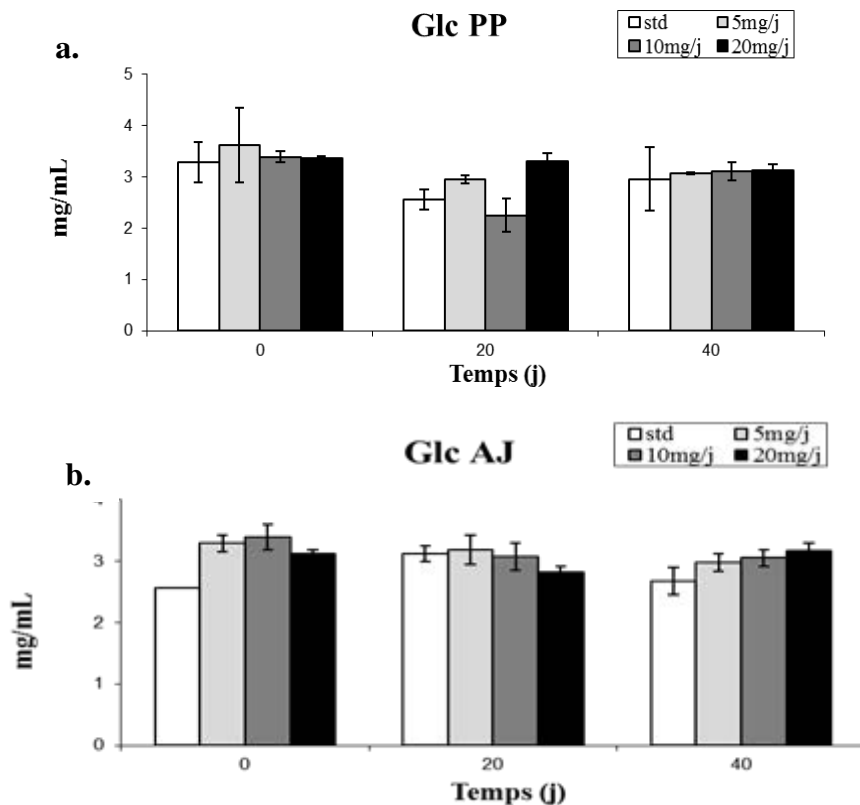 Glc PP
std 5mg/j
10mg/j 20mg/j
a.
5
4
3
2
1
0
mg/mL
0 20 40
Temps (j)
Glc AJ
std 5mg/j
10mg/j 20mg/j
b.
3
2
1
0
mg/mL
0 20 40
Temps (j)